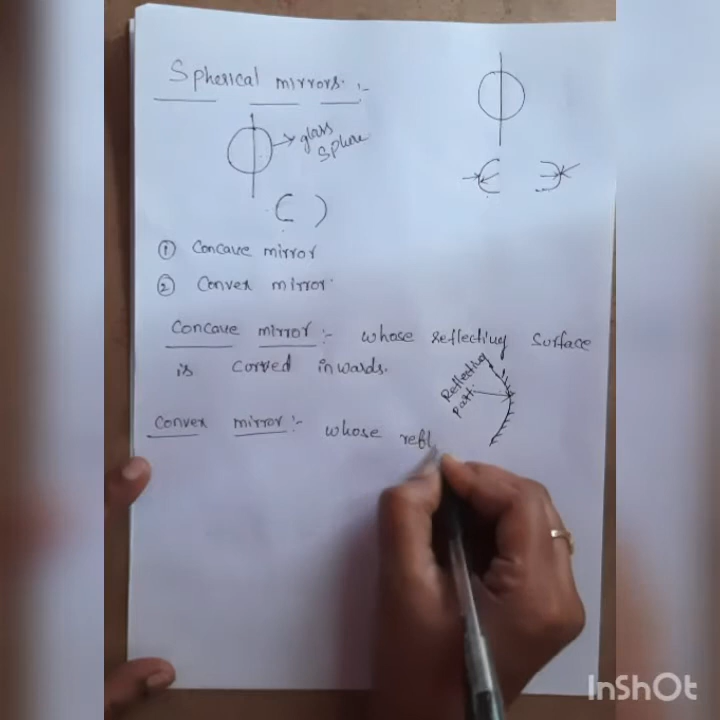 Spherical mirrors :-
glass
sphere
① Concave mirror
② Convex mirror
Concave mirror :- whose reflecting surface
is corved inwards.
Reflecting
Part.
Convex mirror :- whose refl
InShOt